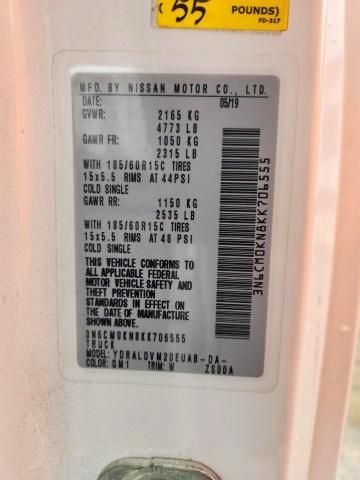 ( 55 POUNDS)
FD-317
MFD. BY NISSAN MOTOR CO., LTD.
DATE: 05/19
GVWR: 2165 KG
4773 LB
GAWR FR: 1050 KG
2315 LB
WITH 185/60R15C TIRES
15x5.5 RIMS AT 44PSI
COLD SINGLE
GAWR RR: 1150 KG
2535 LB
WITH 185/60R15C TIRES
15x5.5 RIMS AT 48 PSI
COLD SINGLE
THIS VEHICLE CONFORMS TO
ALL APPLICABLE FEDERAL
MOTOR VEHICLE SAFETY
STANDARDS IN EFFECT ON
THE DATE OF MANUFACTURE
SHOWN ABOVE.
3N6CM0KN8KK706555
TRUCK
MODEL: YDRALDVM20EUAB-DA-
COLOR: QM1 TRIM: W ZS00A
3N6CM0KN8KK706555